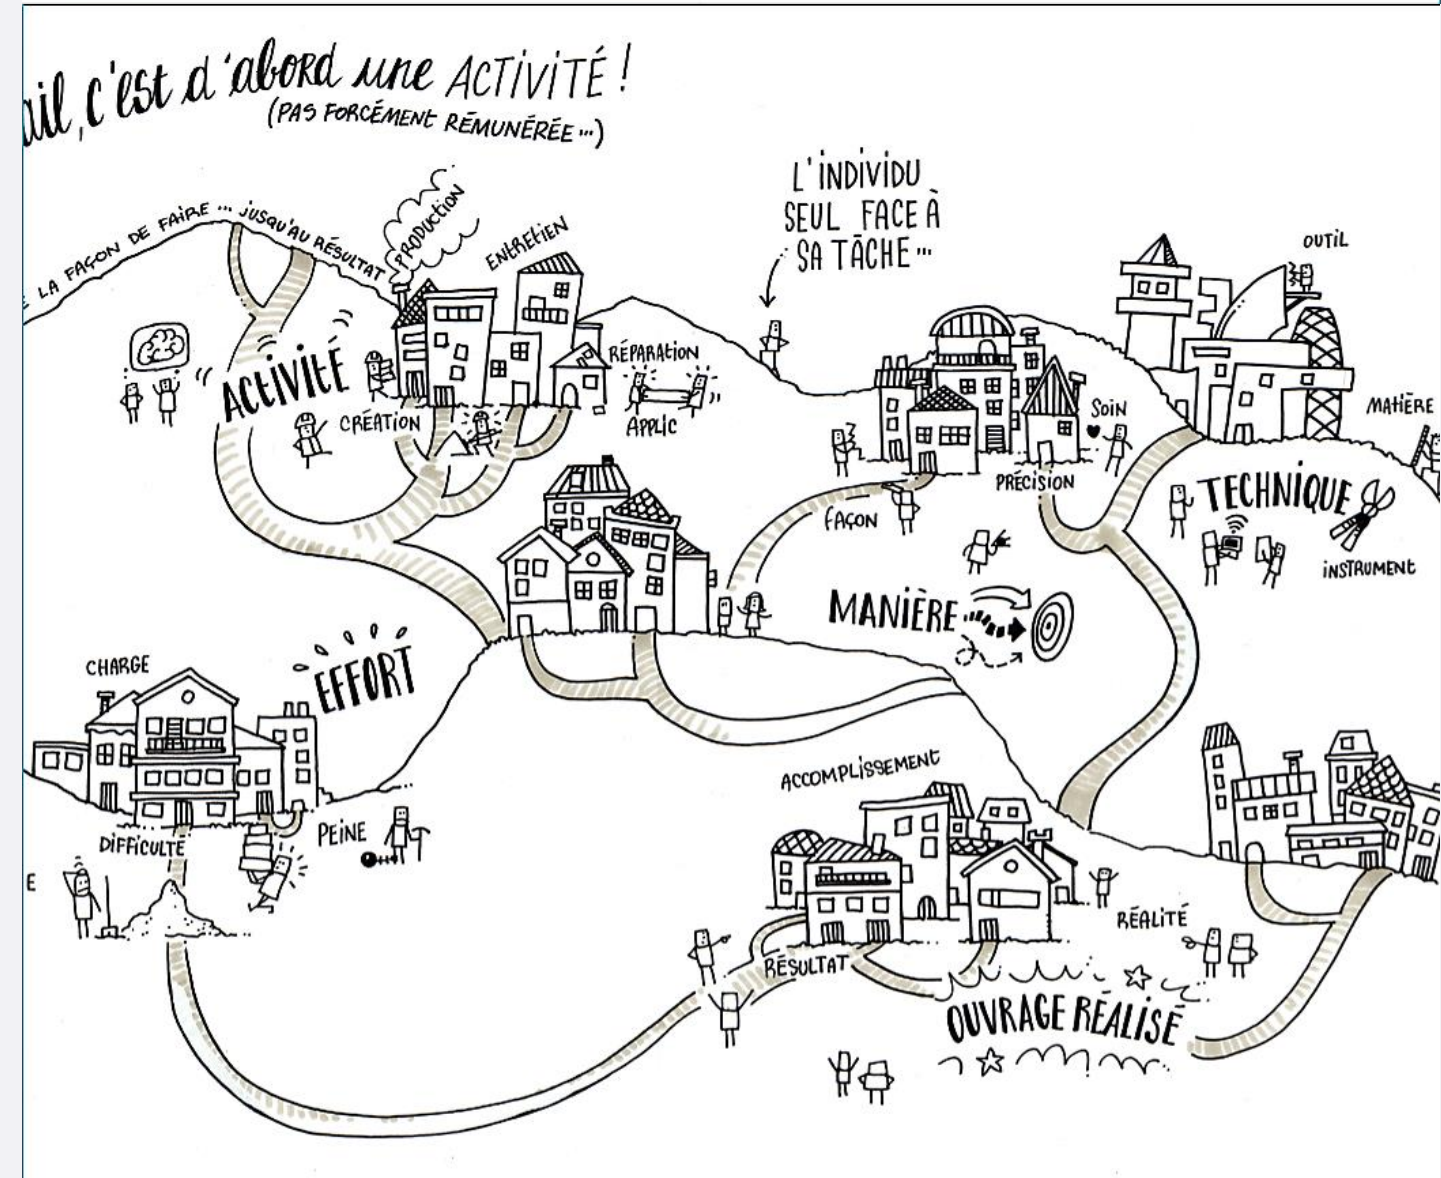 ail, c'est d'abord une ACTIVITÉ !
(PAS FORCÉMENT RÉMUNÉRÉE ...)
LA FAÇON DE FAIRE ... JUSQU'AU RÉSULTAT
PRODUCTION
ENTRETIEN
L'INDIVIDU
SEUL FACE À
SA TÂCHE ...
OUTIL
ACTIVITÉ
RÉPARATION
CRÉATION
APPLIC
SOIN
MATIÈRE
PRÉCISION
TECHNIQUE
FAÇON
INSTRUMENT
MANIÈRE
CHARGE
EFFORT
ACCOMPLISSEMENT
PEINE
DIFFICULTÉ
E
RÉALITÉ
RÉSULTAT
OUVRAGE RÉALISÉ